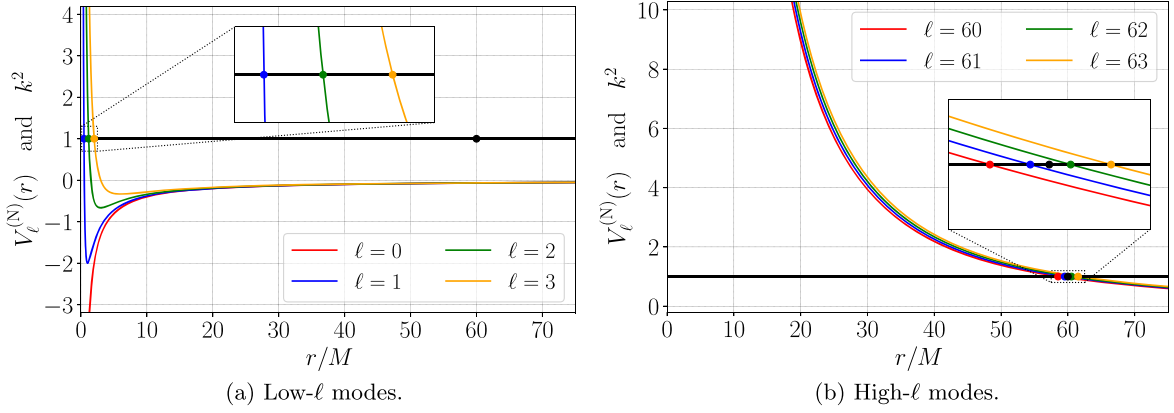 V_ℓ^(N)(r) and k²
4
3
2
1
0
−1
−2
−3
0 10 20 30 40 50 60 70
r/M
ℓ = 0 ℓ = 2
ℓ = 1 ℓ = 3
(a) Low-ℓ modes.
V_ℓ^(N)(r) and k²
10
8
6
4
2
0
0 10 20 30 40 50 60 70
r/M
ℓ = 60 ℓ = 62
ℓ = 61 ℓ = 63
(b) High-ℓ modes.